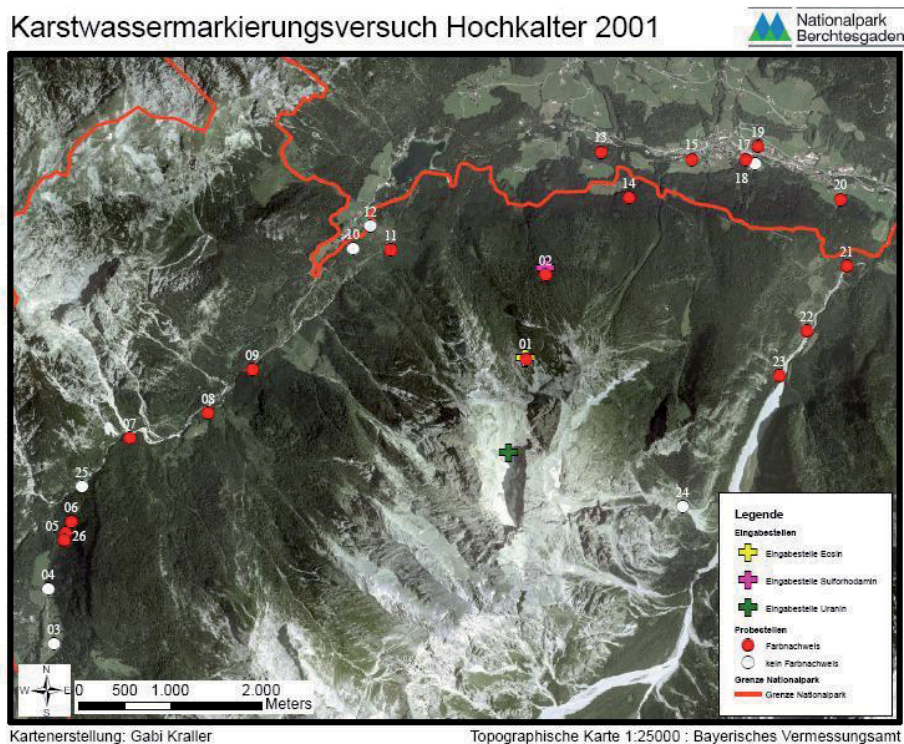 Karstwassermarkierungsversuch Hochkalter 2001
Nationalpark
Berchtesgaden
13
15
17
19
18
14
20
12
10
11
02
21
22
01
23
09
08
07
25
24
06
05
26
04
03
Legende
Eingabestellen
Eingabestelle Eosin
Eingabestelle Sulforhodamin
Eingabestelle Uranin
Probestellen
Farbnachweis
kein Farbnachweis
Grenze Nationalpark
Grenze Nationalpark
N
W E
S
0 500 1.000 2.000
Meters
Kartenerstellung: Gabi Kraller
Topographische Karte 1:25000 : Bayerisches Vermessungsamt